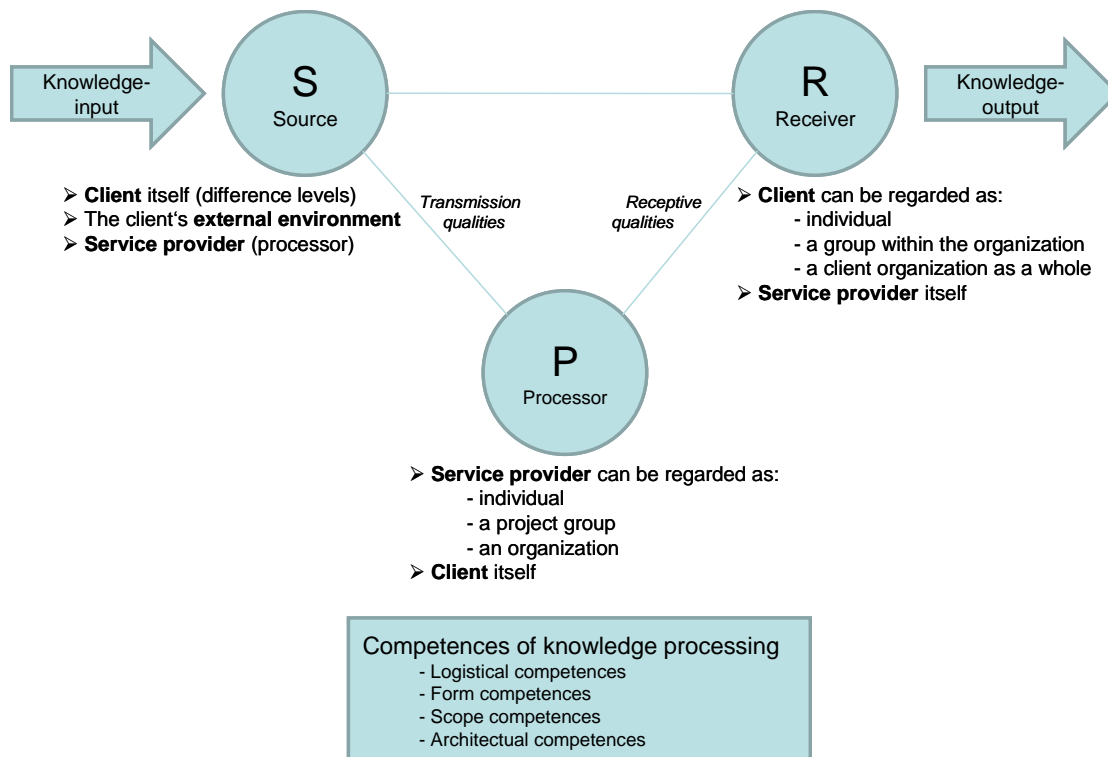 Knowledge-
input
S
Source
R
Receiver
Knowledge-
output
➢ Client itself (difference levels)
➢ The client‘s external environment
➢ Service provider (processor)
Transmission
qualities
Receptive
qualities
➢ Client can be regarded as:
- individual
- a group within the organization
- a client organization as a whole
➢ Service provider itself
P
Processor
➢ Service provider can be regarded as:
- individual
- a project group
- an organization
➢ Client itself
Competences of knowledge processing
- Logistical competences
- Form competences
- Scope competences
- Architectual competences